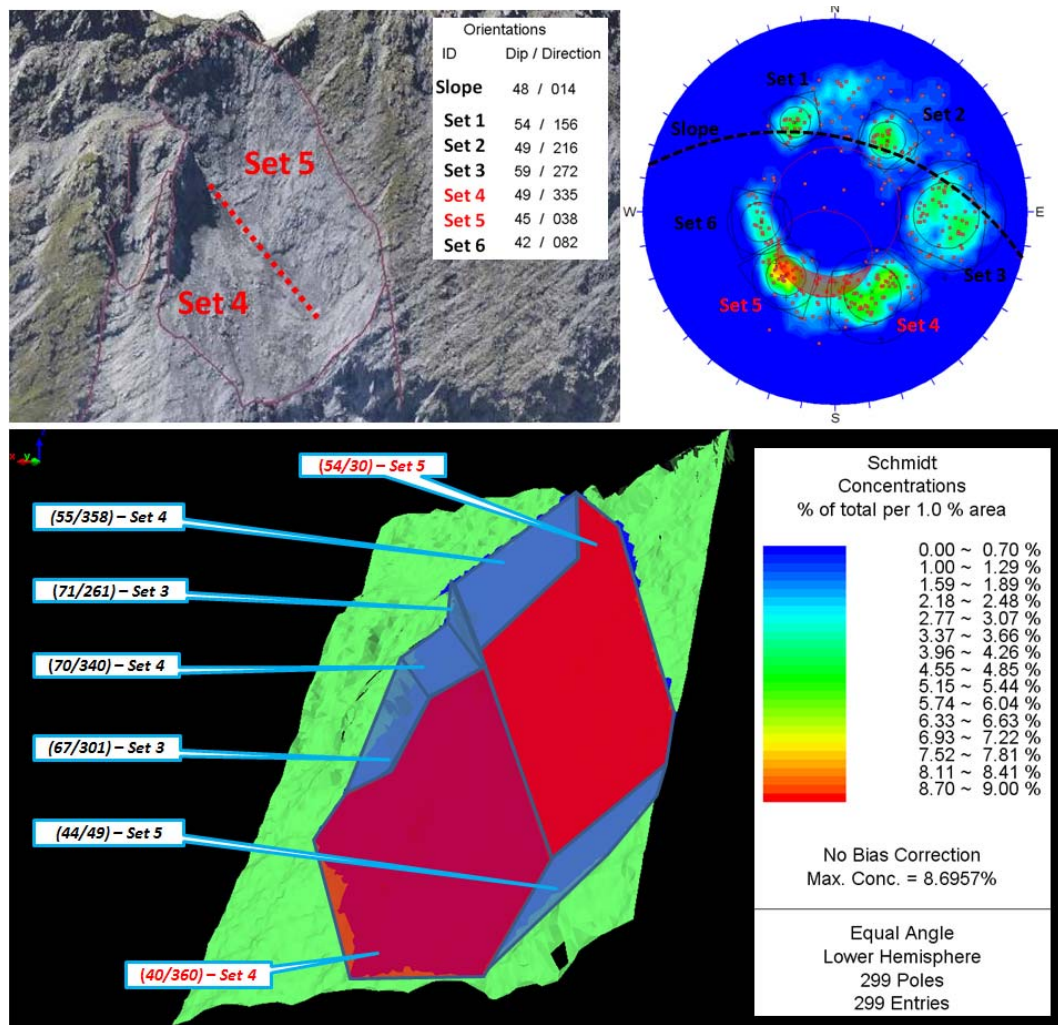 Set 5
Set 4
Orientations
ID Dip / Direction
Slope 48 / 014
Set 1 54 / 156
Set 2 49 / 216
Set 3 59 / 272
Set 4 49 / 335
Set 5 45 / 038
Set 6 42 / 082
N
Set 1
Set 2
Slope
W
E
Set 6
Set 3
Set 5
Set 4
S
(54/30) – Set 5
(55/358) – Set 4
(71/261) – Set 3
(70/340) – Set 4
(67/301) – Set 3
(44/49) – Set 5
(40/360) – Set 4
Schmidt
Concentrations
% of total per 1.0 % area
0.00 ~ 0.70 %
1.00 ~ 1.29 %
1.59 ~ 1.89 %
2.18 ~ 2.48 %
2.77 ~ 3.07 %
3.37 ~ 3.66 %
3.96 ~ 4.26 %
4.55 ~ 4.85 %
5.15 ~ 5.44 %
5.74 ~ 6.04 %
6.33 ~ 6.63 %
6.93 ~ 7.22 %
7.52 ~ 7.81 %
8.11 ~ 8.41 %
8.70 ~ 9.00 %
No Bias Correction
Max. Conc. = 8.6957%
Equal Angle
Lower Hemisphere
299 Poles
299 Entries